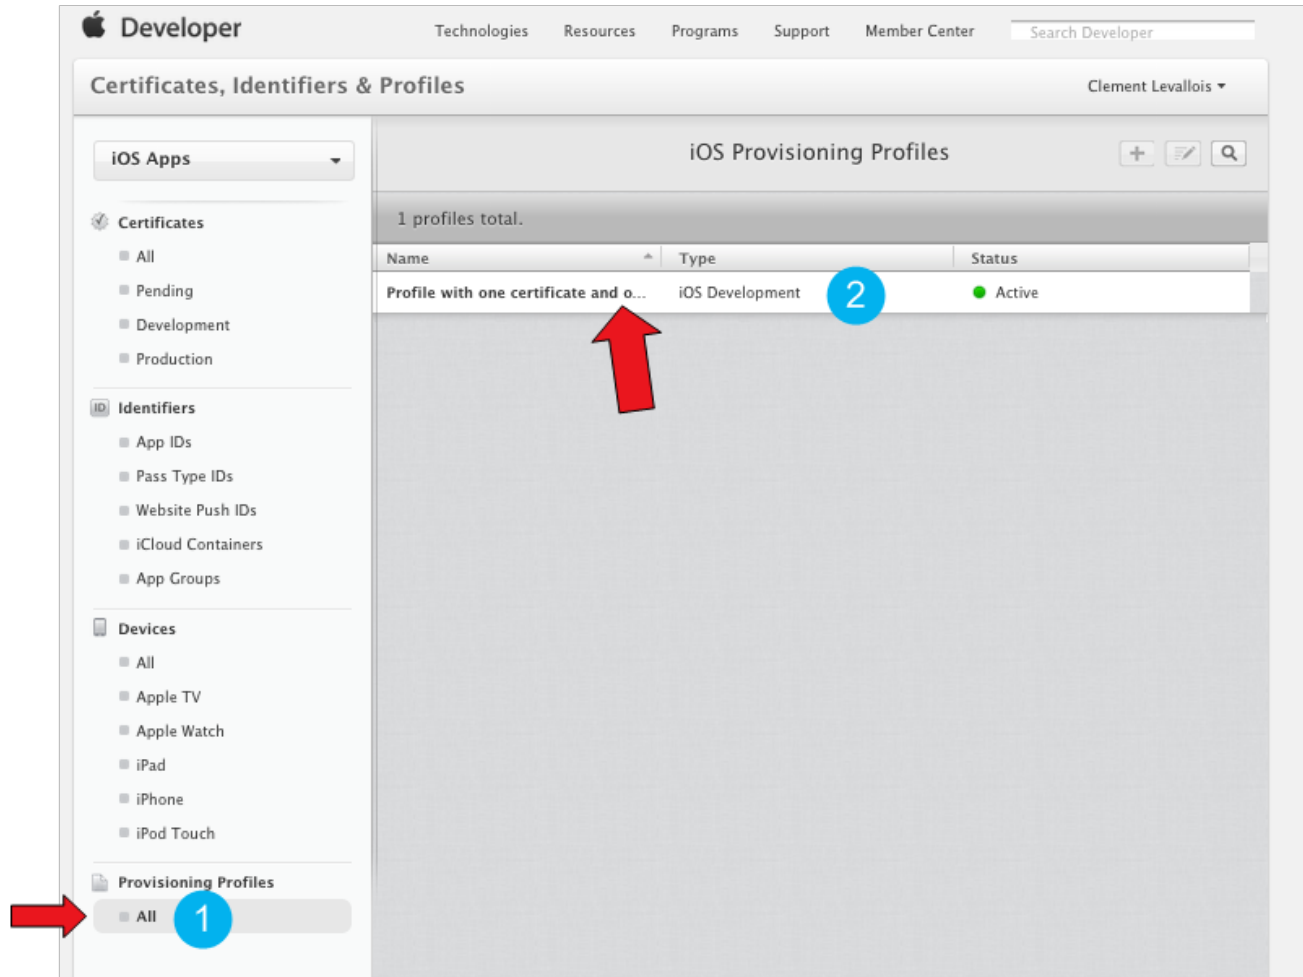 Developer
Technologies Resources Programs Support Member Center Search Developer
Certificates, Identifiers & Profiles
Clement Levallois
iOS Apps
Certificates
All
Pending
Development
Production
ID Identifiers
App IDs
Pass Type IDs
Website Push IDs
iCloud Containers
App Groups
Devices
All
Apple TV
Apple Watch
iPad
iPhone
iPod Touch
Provisioning Profiles
All 1
iOS Provisioning Profiles
1 profiles total.
Name Type Status
Profile with one certificate and o... iOS Development 2 Active